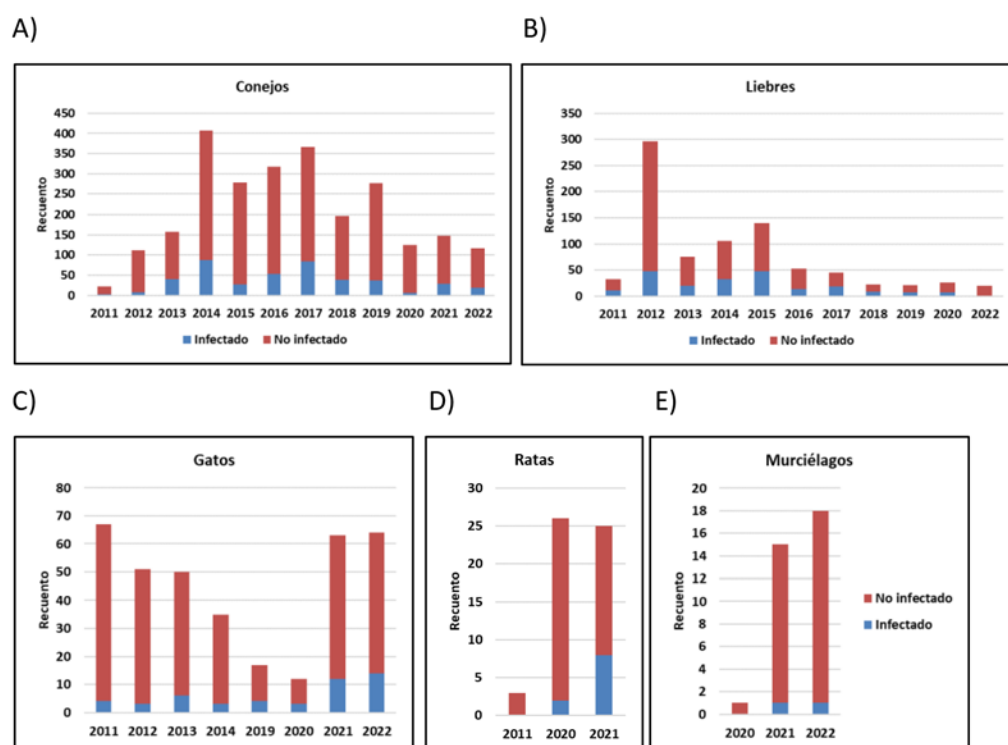 A)
B)
Conejos
450
400
350
300
250
200
150
100
50
0
Recuento
2011 2012 2013 2014 2015 2016 2017 2018 2019 2020 2021 2022
Infectado No infectado
Liebres
350
300
250
200
150
100
50
0
Recuento
2011 2012 2013 2014 2015 2016 2017 2018 2019 2020 2022
Infectado No infectado
C)
D)
E)
Gatos
80
70
60
50
40
30
20
10
0
Recuento
2011 2012 2013 2014 2019 2020 2021 2022
Ratas
30
25
20
15
10
5
0
Recuento
2011 2020 2021
Murciélagos
20
18
16
14
12
10
8
6
4
2
0
Recuento
2020 2021 2022
No infectado
Infectado